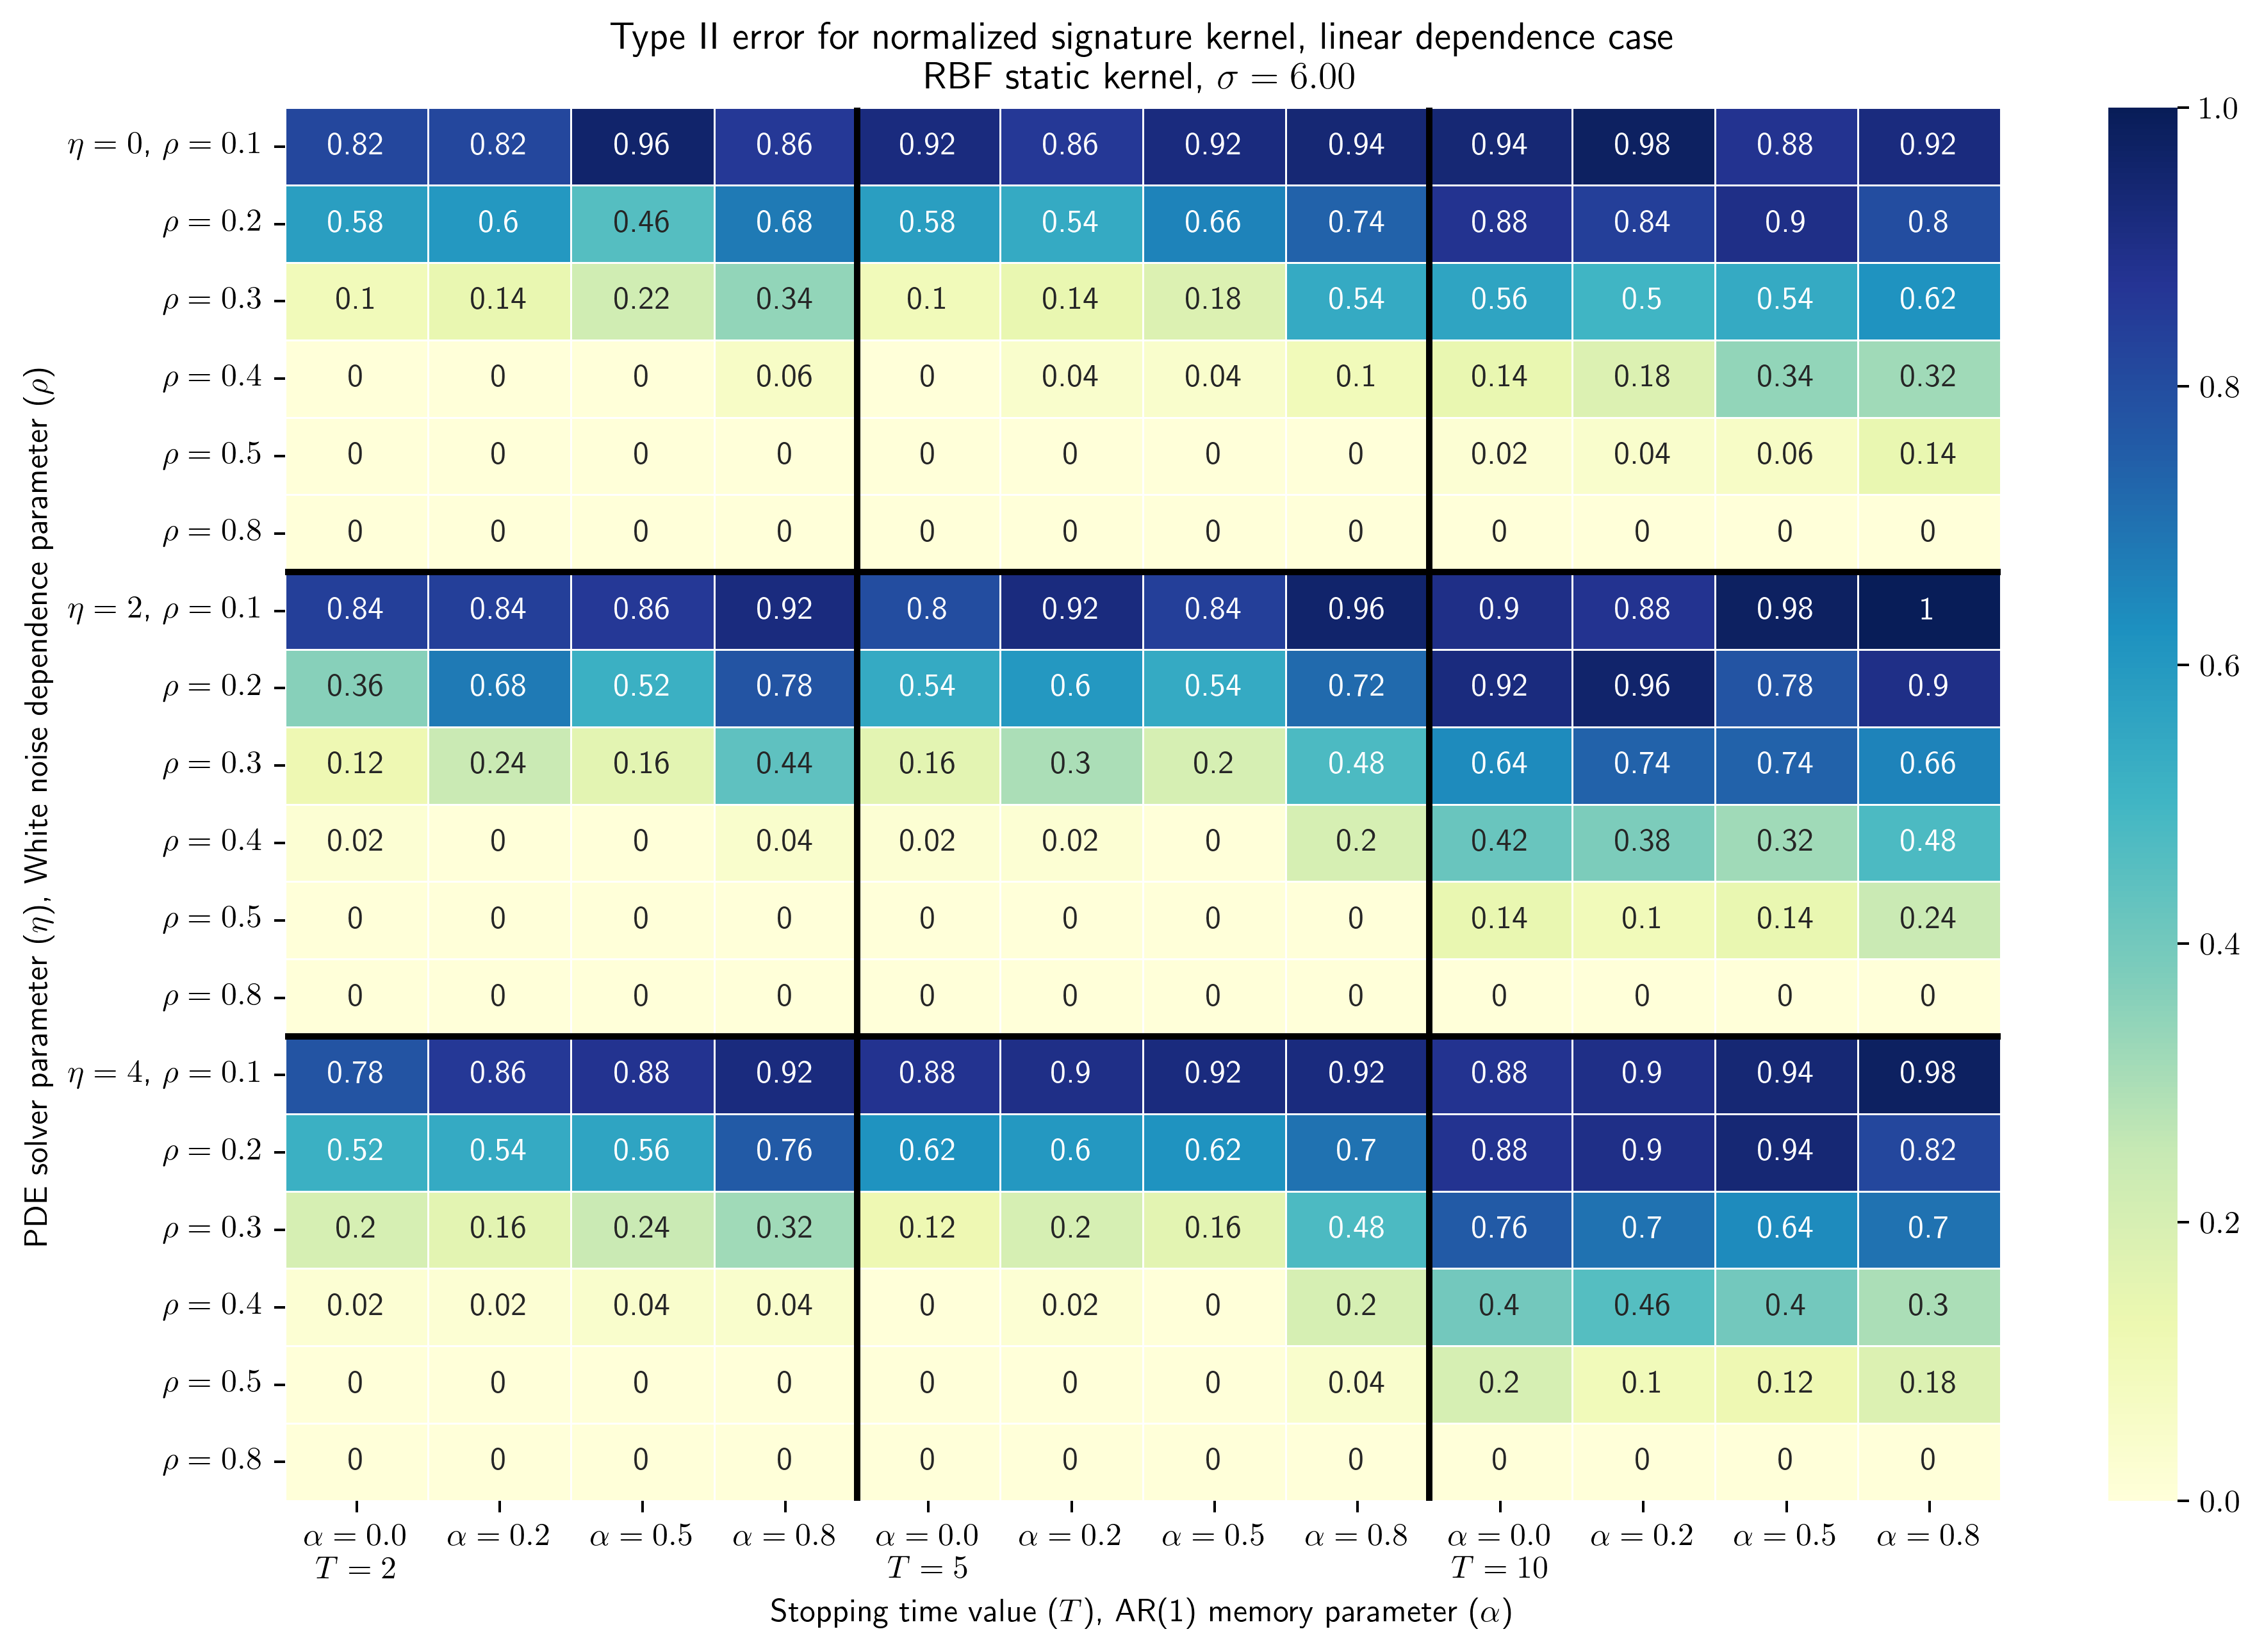 Type II error for normalized signature kernel, linear dependence case
RBF static kernel, σ = 6.00
PDE solver parameter (η), White noise dependence parameter (ρ)
η = 0, ρ = 0.1 0.82 0.82 0.96 0.86 0.92 0.86 0.92 0.94 0.94 0.98 0.88 0.92
ρ = 0.2 0.58 0.6 0.46 0.68 0.58 0.54 0.66 0.74 0.88 0.84 0.9 0.8
ρ = 0.3 0.1 0.14 0.22 0.34 0.1 0.14 0.18 0.54 0.56 0.5 0.54 0.62
ρ = 0.4 0 0 0 0.06 0 0.04 0.04 0.1 0.14 0.18 0.34 0.32
ρ = 0.5 0 0 0 0 0 0 0 0 0.02 0.04 0.06 0.14
ρ = 0.8 0 0 0 0 0 0 0 0 0 0 0 0
η = 2, ρ = 0.1 0.84 0.84 0.86 0.92 0.8 0.92 0.84 0.96 0.9 0.88 0.98 1
ρ = 0.2 0.36 0.68 0.52 0.78 0.54 0.6 0.54 0.72 0.92 0.96 0.78 0.9
ρ = 0.3 0.12 0.24 0.16 0.44 0.16 0.3 0.2 0.48 0.64 0.74 0.74 0.66
ρ = 0.4 0.02 0 0 0.04 0.02 0.02 0 0.2 0.42 0.38 0.32 0.48
ρ = 0.5 0 0 0 0 0 0 0 0 0.14 0.1 0.14 0.24
ρ = 0.8 0 0 0 0 0 0 0 0 0 0 0 0
η = 4, ρ = 0.1 0.78 0.86 0.88 0.92 0.88 0.9 0.92 0.92 0.88 0.9 0.94 0.98
ρ = 0.2 0.52 0.54 0.56 0.76 0.62 0.6 0.62 0.7 0.88 0.9 0.94 0.82
ρ = 0.3 0.2 0.16 0.24 0.32 0.12 0.2 0.16 0.48 0.76 0.7 0.64 0.7
ρ = 0.4 0.02 0.02 0.04 0.04 0 0.02 0 0.2 0.4 0.46 0.4 0.3
ρ = 0.5 0 0 0 0 0 0 0 0.04 0.2 0.1 0.12 0.18
ρ = 0.8 0 0 0 0 0 0 0 0 0 0 0 0
α = 0.0 α = 0.2 α = 0.5 α = 0.8 α = 0.0 α = 0.2 α = 0.5 α = 0.8 α = 0.0 α = 0.2 α = 0.5 α = 0.8
T = 2 T = 5 T = 10
Stopping time value (T), AR(1) memory parameter (α)
1.0
0.8
0.6
0.4
0.2
0.0